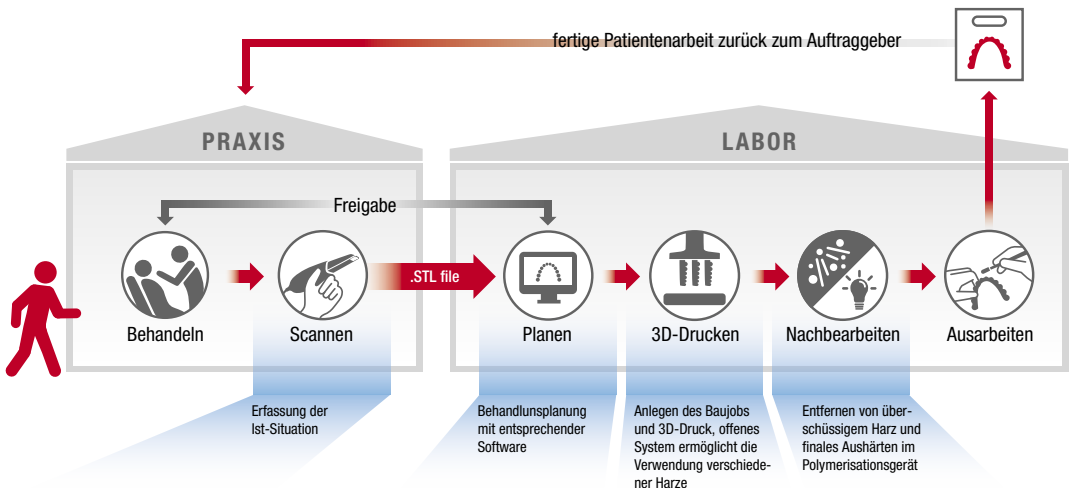 fertige Patientenarbeit zurück zum Auftraggeber
PRAXIS
LABOR
Freigabe
.STL file
Behandeln
Scannen
Planen
3D-Drucken
Nachbearbeiten
Ausarbeiten
Erfassung der
Ist-Situation
Behandlunsplanung
mit entsprechender
Software
Anlegen des Baujobs
und 3D-Druck, offenes
System ermöglicht die
Verwendung verschiede-
ner Harze
Entfernen von über-
schüssigem Harz und
finales Aushärten im
Polymerisationsgerät